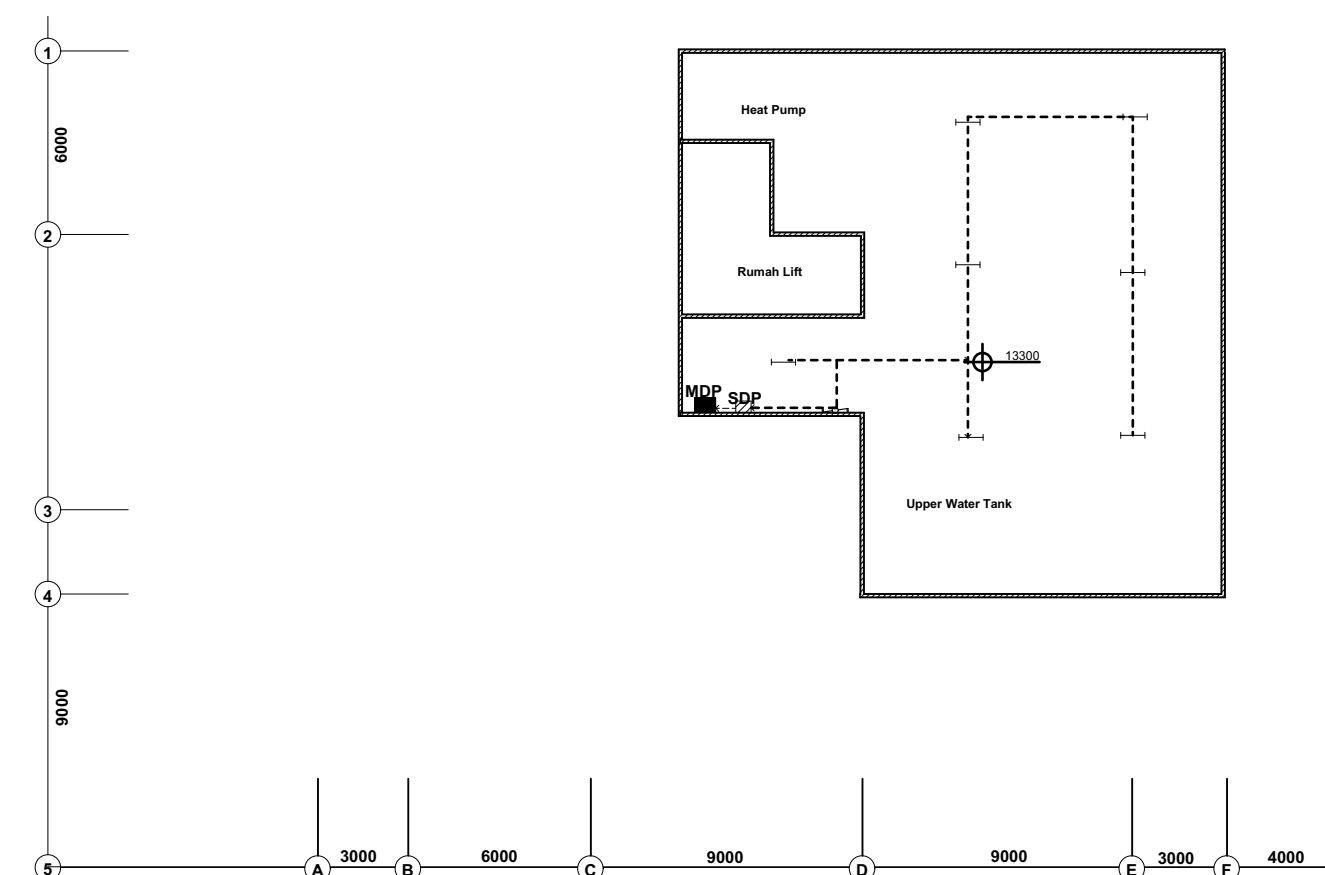 1
6000
Heat Pump
2
Rumah Lift
13300
MDP
SDP
3
Upper Water Tank
4
9000
5
A
3000
B
6000
C
9000
D
9000
E
3000
F
4000